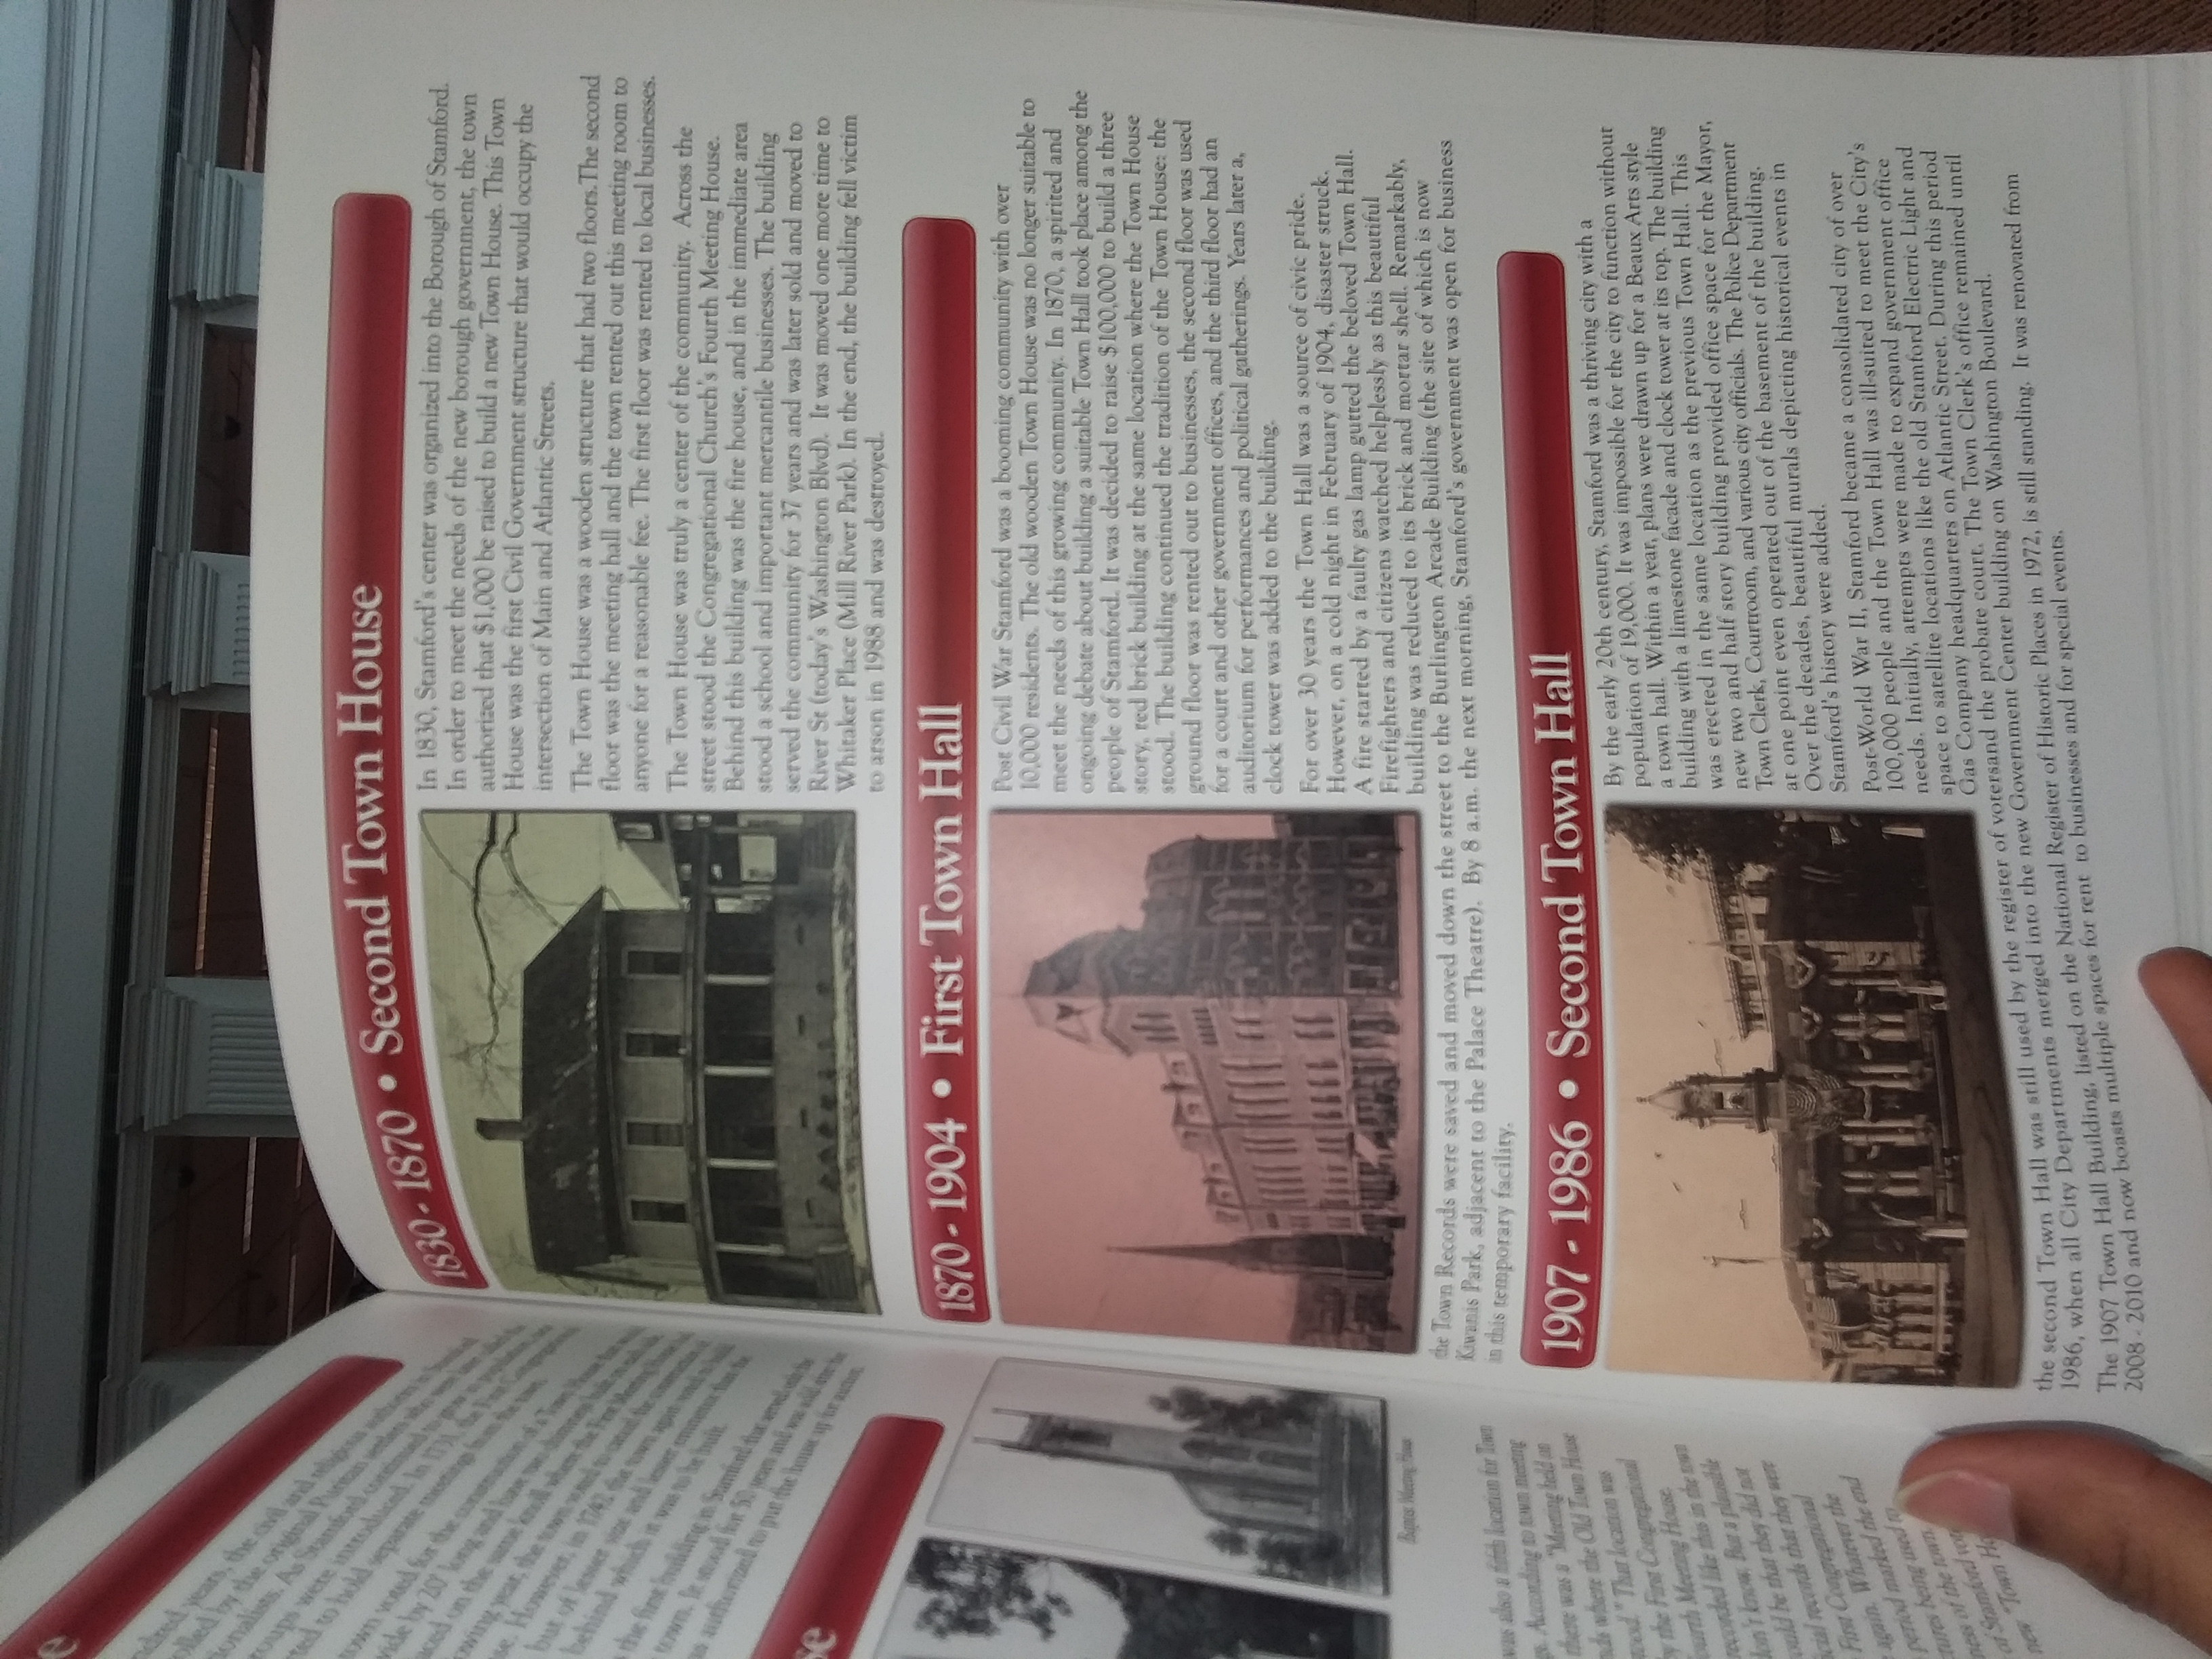 e
ndred years, the civil and religious
olled by the original Puritan settlers who were
ionalists. As Stamford continued to grow
roups were introduced. In 1731, the First Congregational
ted to hold separate meetings from the town.
town voted for the construction of a Town House that
wide by 20' long and have two chimneys built
aced on the same knoll where the First Meeting House
owing year, the town voted to cancel the construction
se. However, in 1742 the town again voted to build
but of lesser size and lesser eminence than the
behind which it was to be built.
s the first building in Stamford that served only the
town. It stood for 50 years and was sold after the
as authorized to put the house up for auction.
se
Baptist Meeting House
was also a fifth location for Town
gs. According to town meeting
there was a "Meeting held on
nds where the Old Town House
tood." That location was
by the First Congregational
ourth Meeting House.
recorded like this in the town
don't know. But a plausible
ould be that they did not
icial records that they were
First Congregational
again. Whatever the
period marked the end
ctures being used to
ness of the town.
of Stamford vot
new "Town Ho
1830 - 1870 • Second Town House
In 1830, Stamford's center was organized into the Borough of Stamford.
In order to meet the needs of the new borough government, the town
authorized that $1,000 be raised to build a new Town House. This Town
House was the first Civil Government structure that would occupy the
intersection of Main and Atlantic Streets.
The Town House was a wooden structure that had two floors.The second
floor was the meeting hall and the town rented out this meeting room to
anyone for a reasonable fee. The first floor was rented to local businesses.
The Town House was truly a center of the community. Across the
street stood the Congregational Church's Fourth Meeting House.
Behind this building was the fire house, and in the immediate area
stood a school and important mercantile businesses. The building
served the community for 37 years and was later sold and moved to
River St (today's Washington Blvd). It was moved one more time to
Whitaker Place (Mill River Park). In the end, the building fell victim
to arson in 1988 and was destroyed.
1870 - 1904 • First Town Hall
Post Civil War Stamford was a booming community with over
10,000 residents. The old wooden Town House was no longer suitable to
meet the needs of this growing community. In 1870, a spirited and
ongoing debate about building a suitable Town Hall took place among the
people of Stamford. It was decided to raise $100,000 to build a three
story, red brick building at the same location where the Town House
stood. The building continued the tradition of the Town House: the
ground floor was rented out to businesses, the second floor was used
for a court and other government offices, and the third floor had an
auditorium for performances and political gatherings. Years later a,
clock tower was added to the building.
For over 30 years the Town Hall was a source of civic pride.
However, on a cold night in February of 1904, disaster struck.
A fire started by a faulty gas lamp gutted the beloved Town Hall.
Firefighters and citizens watched helplessly as this beautiful
building was reduced to its brick and mortar shell. Remarkably,
the Town Records were saved and moved down the street to the Burlington Arcade Building (the site of which is now
Kiwanis Park, adjacent to the Palace Theatre). By 8 a.m. the next morning, Stamford's government was open for business
in this temporary facility.
1907 - 1986 • Second Town Hall
By the early 20th century, Stamford was a thriving city with a
population of 19,000. It was impossible for the city to function without
a town hall. Within a year, plans were drawn up for a Beaux Arts style
building with a limestone facade and clock tower at its top. The building
was erected in the same location as the previous Town Hall. This
new two and half story building provided office space for the Mayor,
Town Clerk, Courtroom, and various city officials. The Police Department
at one point even operated out of the basement of the building.
Over the decades, beautiful murals depicting historical events in
Stamford's history were added.
Post-World War II, Stamford became a consolidated city of over
100,000 people and the Town Hall was ill-suited to meet the City's
needs. Initially, attempts were made to expand government office
space to satellite locations like the old Stamford Electric Light and
Gas Company headquarters on Atlantic Street. During this period
the second Town Hall was still used by the register of votersand the probate court. The Town Clerk's office remained until
1986, when all City Departments merged into the new Government Center building on Washington Boulevard.
The 1907 Town Hall Building, listed on the National Register of Historic Places in 1972, is still standing. It was renovated from
2008 - 2010 and now boasts multiple spaces for rent to businesses and for special events.